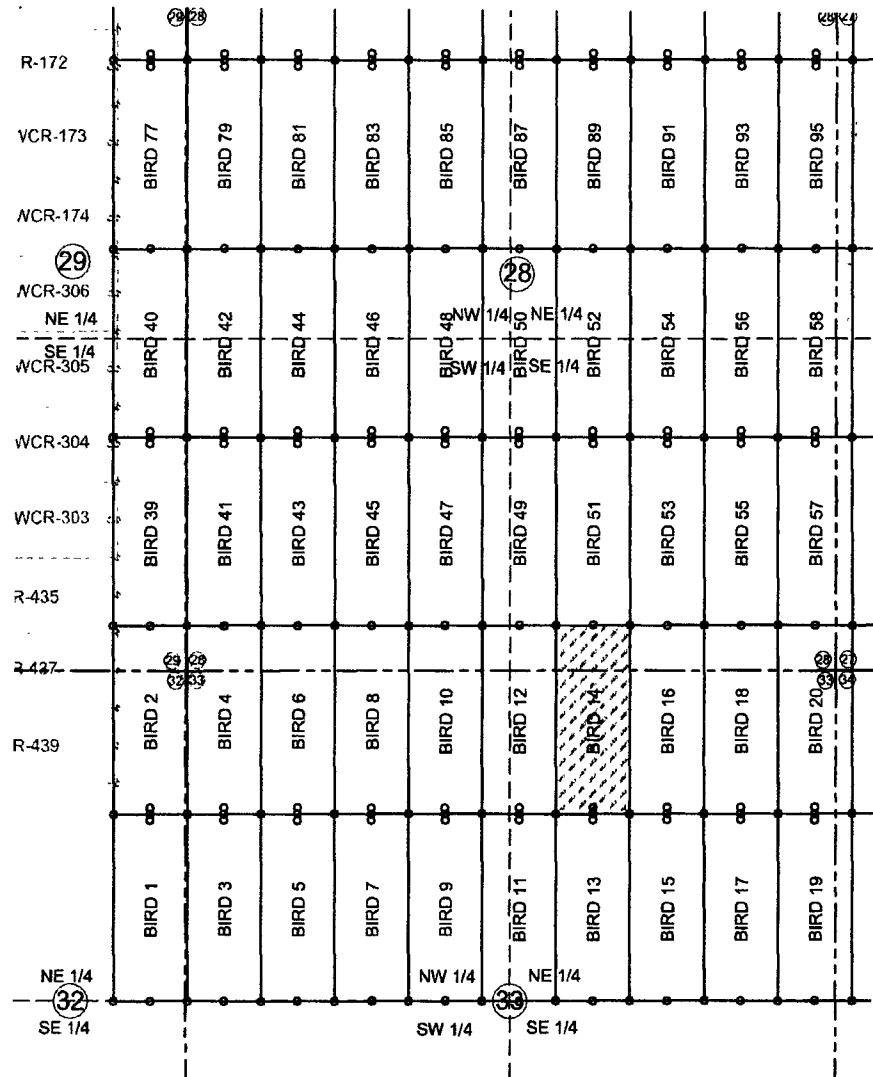 29 28 28 27
R-172
BIRD 77 BIRD 79 BIRD 81 BIRD 83 BIRD 85 BIRD 87 BIRD 89 BIRD 91 BIRD 93 BIRD 95
VCR-173
WCR-174
29 28
WCR-306
NE 1/4 NW 1/4 NE 1/4
BIRD 40 BIRD 42 BIRD 44 BIRD 46 BIRD 48 BIRD 50 BIRD 52 BIRD 54 BIRD 56 BIRD 58
SE 1/4 SW 1/4 SE 1/4
WCR-305
WCR-304
WCR-303
BIRD 39 BIRD 41 BIRD 43 BIRD 45 BIRD 47 BIRD 49 BIRD 51 BIRD 53 BIRD 55 BIRD 57
R-435
29 28 28 27
R-437
32 33 33 34
BIRD 2 BIRD 4 BIRD 6 BIRD 8 BIRD 10 BIRD 12 BIRD 14 BIRD 16 BIRD 18 BIRD 20
R-439
BIRD 1 BIRD 3 BIRD 5 BIRD 7 BIRD 9 BIRD 11 BIRD 13 BIRD 15 BIRD 17 BIRD 19
NE 1/4 NW 1/4 NE 1/4
32 33
SE 1/4 SW 1/4 SE 1/4